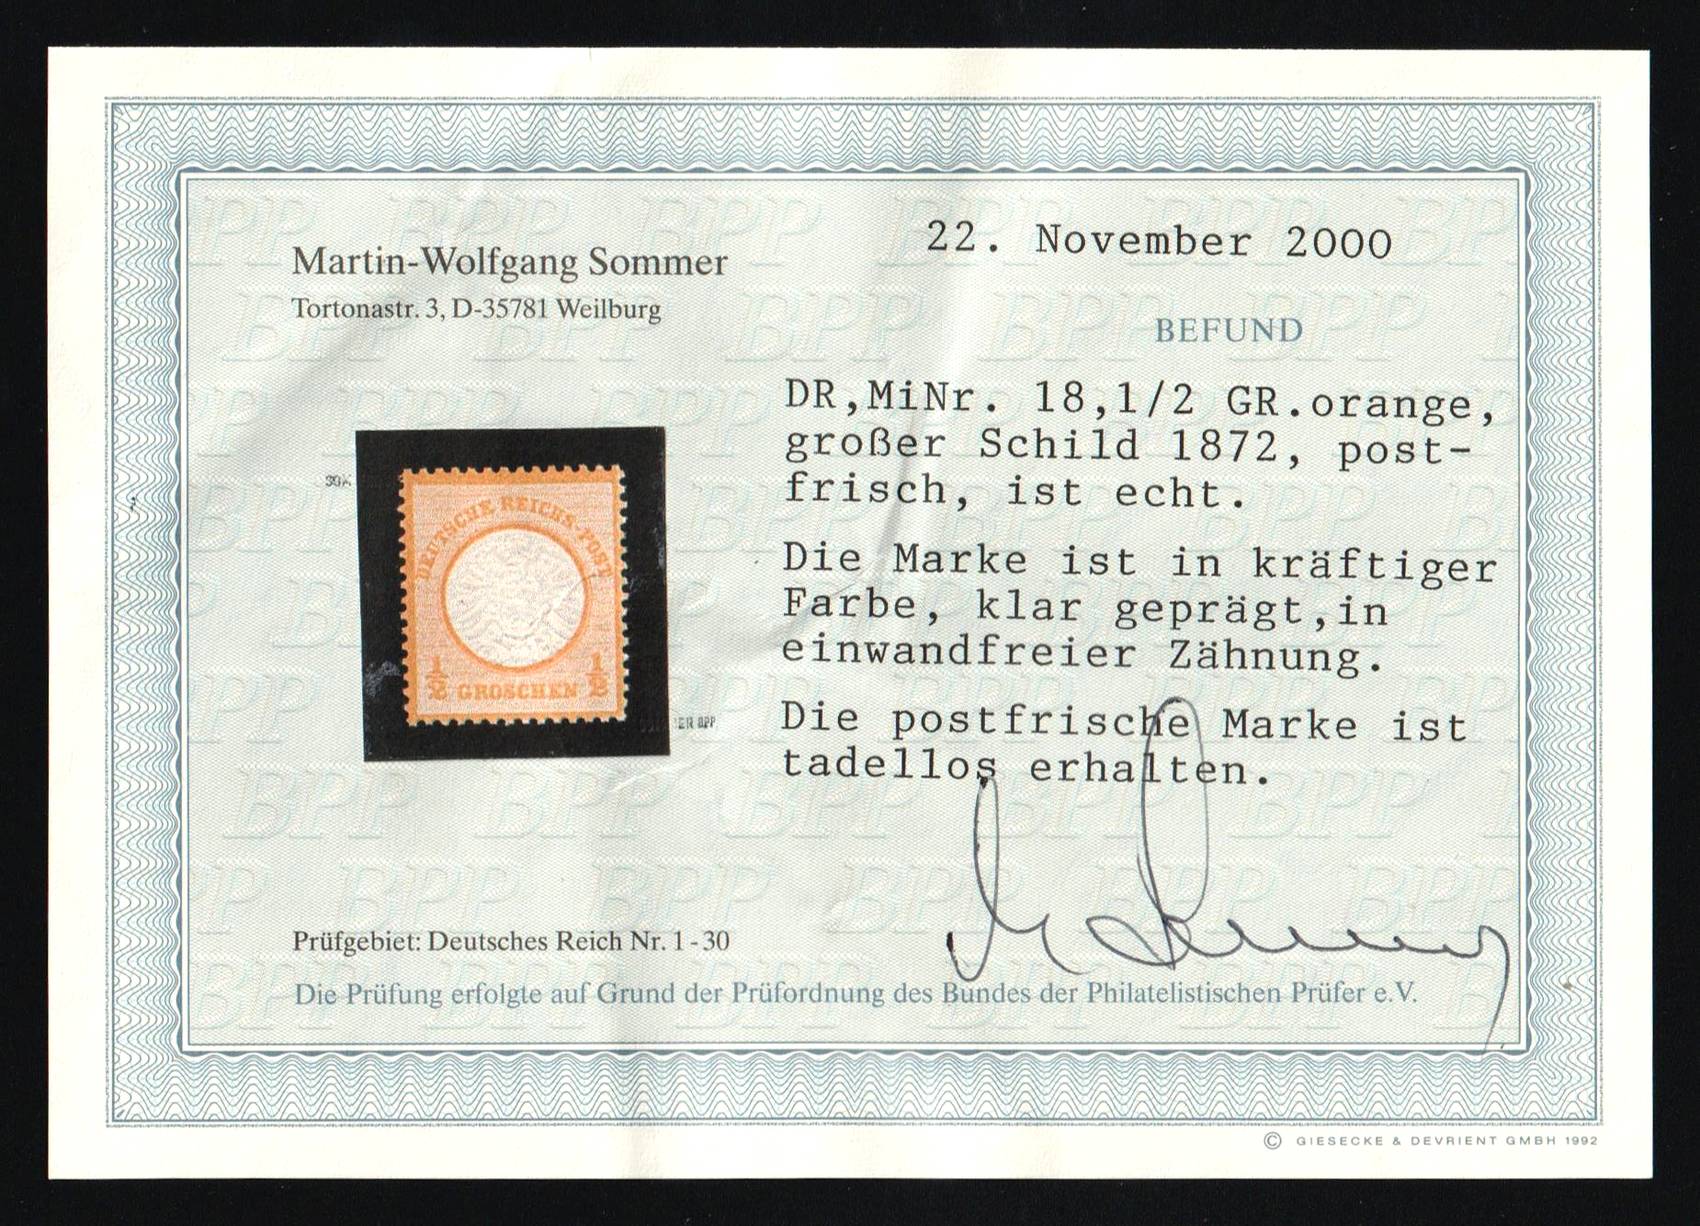 22. November 2000
Martin-Wolfgang Sommer
Tortonastr. 3, D-35781 Weilburg
BEFUND
DR,MiNr. 18,1/2 GR.orange,
großer Schild 1872, post-
frisch, ist echt.
Die Marke ist in kräftiger
Farbe, klar geprägt,in
einwandfreier Zähnung.
Die postfrische Marke ist
tadellos erhalten.
DEUTSCHE REICHS-POST
1/2 GROSCHEN 1/2
ER BPP
Prüfgebiet: Deutsches Reich Nr. 1-30
Die Prüfung erfolgte auf Grund der Prüfordnung des Bundes der Philatelistischen Prüfer e.V.
© GIESECKE & DEVRIENT GMBH 1992
BPP